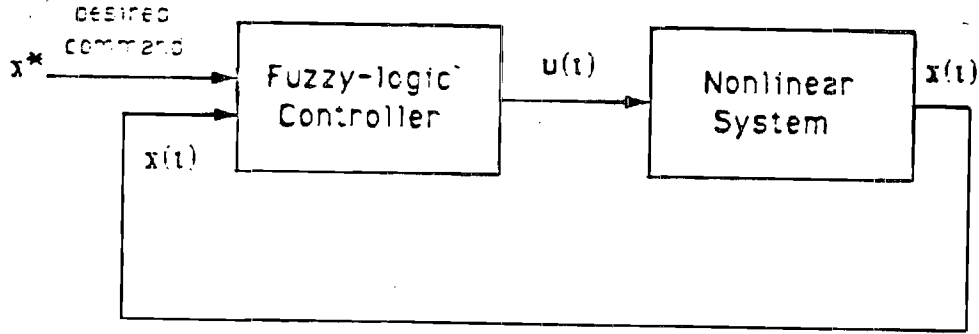 desired
command
x*
Fuzzy-logic
Controller
u(t)
Nonlinear
System
x(t)
x(t)